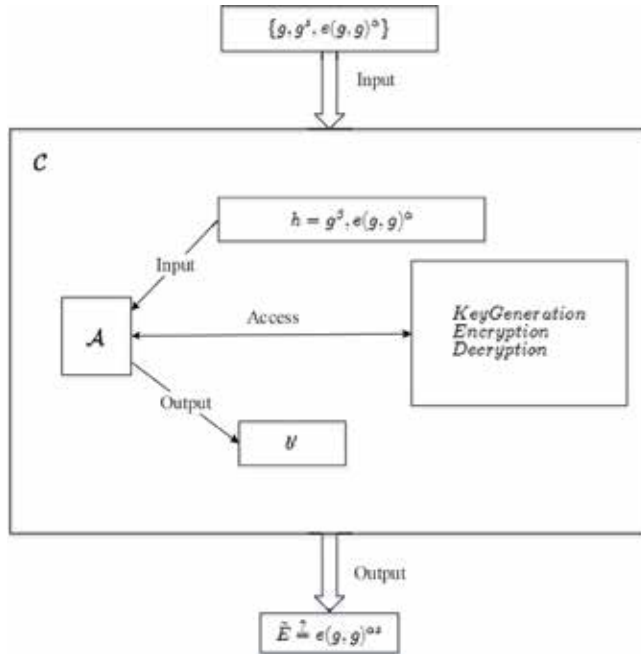 {g, g^s, e(g, g)^α}
Input
𝒞
h = g^β, e(g, g)^α
Input
𝒜
Access
KeyGeneration
Encryption
Decryption
Output
Output
Ẽ ≟ e(g, g)^{αs}